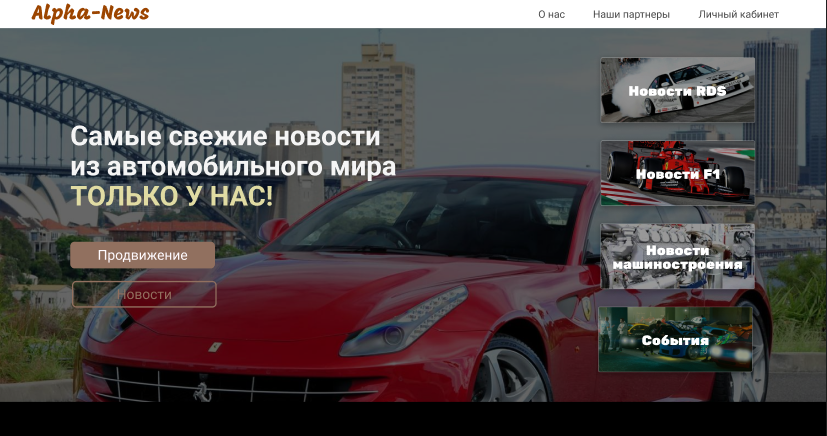 Alpha-News
О нас
Наши партнеры
Личный кабинет
Самые свежие новости
из автомобильного мира
ТОЛЬКО У НАС!
Продвижение
Новости
Новости RDS
Новости F1
Новости
машиностроения
События